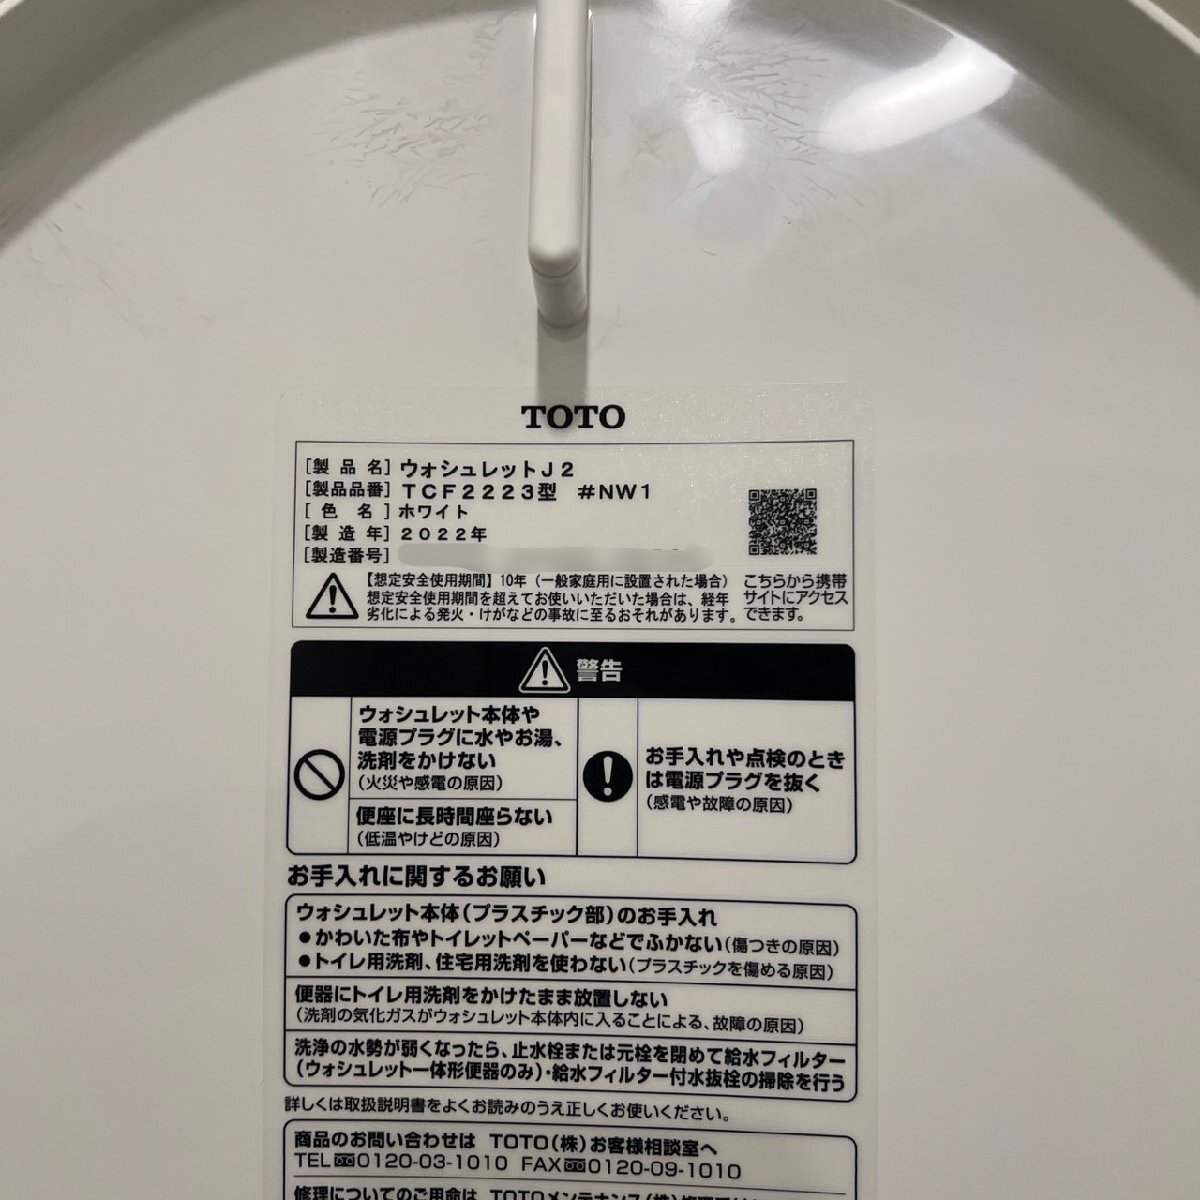 TOTO
[製品名] ウォシュレットJ2
[製品品番] TCF2223型 #NW1
[色名] ホワイト
[製造年] 2022年
[製造番号]
【想定安全使用期間】10年(一般家庭用に設置された場合)
想定安全使用期間を超えてお使いいただいた場合は、経年
劣化による発火・けがなどの事故に至るおそれがあります。
こちらから携帯
サイトにアクセス
できます。
警告
ウォシュレット本体や
電源プラグに水やお湯、
洗剤をかけない
(火災や感電の原因)
便座に長時間座らない
(低温やけどの原因)
お手入れや点検のとき
は電源プラグを抜く
(感電や故障の原因)
お手入れに関するお願い
ウォシュレット本体(プラスチック部)のお手入れ
●かわいた布やトイレットペーパーなどでふかない(傷つきの原因)
●トイレ用洗剤、住宅用洗剤を使わない(プラスチックを傷める原因)
便器にトイレ用洗剤をかけたまま放置しない
(洗剤の気化ガスがウォシュレット本体内に入ることによる、故障の原因)
洗浄の水勢が弱くなったら、止水栓または元栓を閉めて給水フィルター
(ウォシュレット一体形便器のみ)・給水フィルター付水抜栓の掃除を行う
詳しくは取扱説明書をよくお読みのうえ正しくお使いください。
商品のお問い合わせは TOTO(株)お客様相談室へ
TEL 0120-03-1010 FAX 0120-09-1010
修理についてのご用命は TOTOメンテナンス(株)